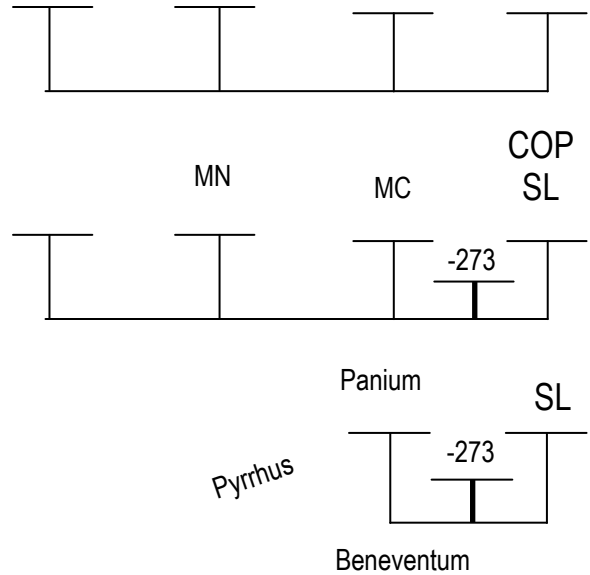 COP
MN
MC
SL
-273
Panium
SL
-273
Pyrrhus
Beneventum